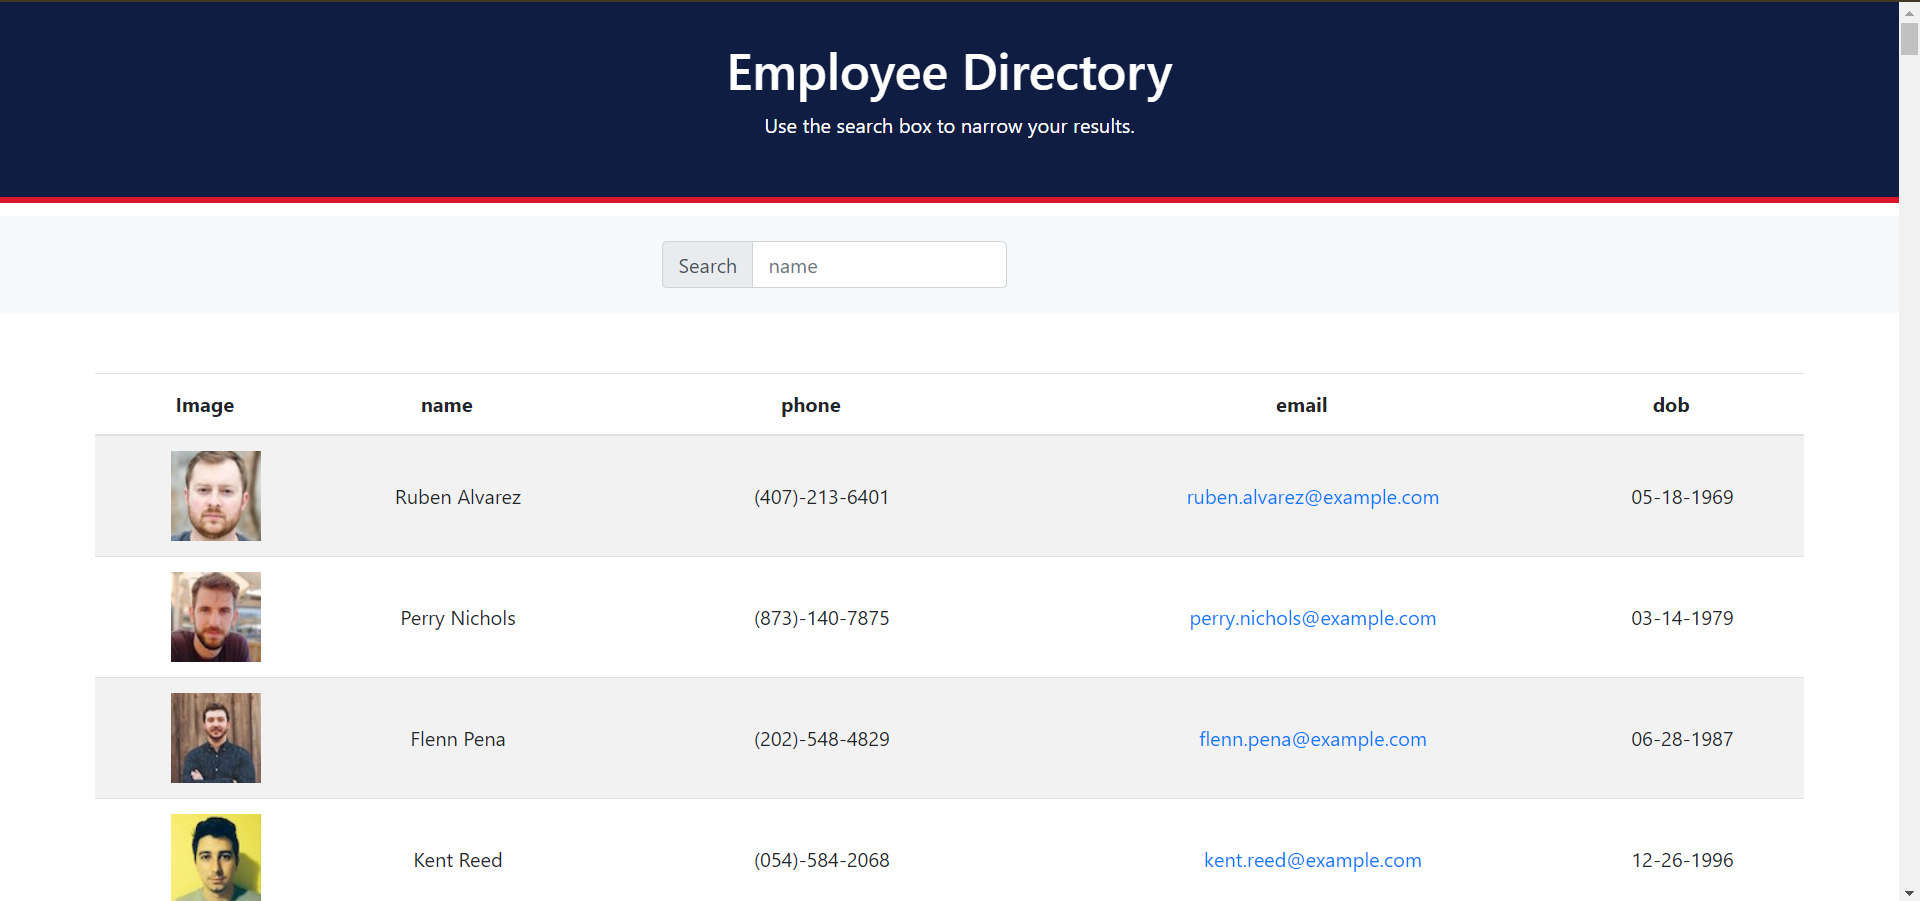 Employee Directory
Use the search box to narrow your results.
Search name
Image name phone email dob
Ruben Alvarez (407)-213-6401 ruben.alvarez@example.com 05-18-1969
Perry Nichols (873)-140-7875 perry.nichols@example.com 03-14-1979
Flenn Pena (202)-548-4829 flenn.pena@example.com 06-28-1987
Kent Reed (054)-584-2068 kent.reed@example.com 12-26-1996